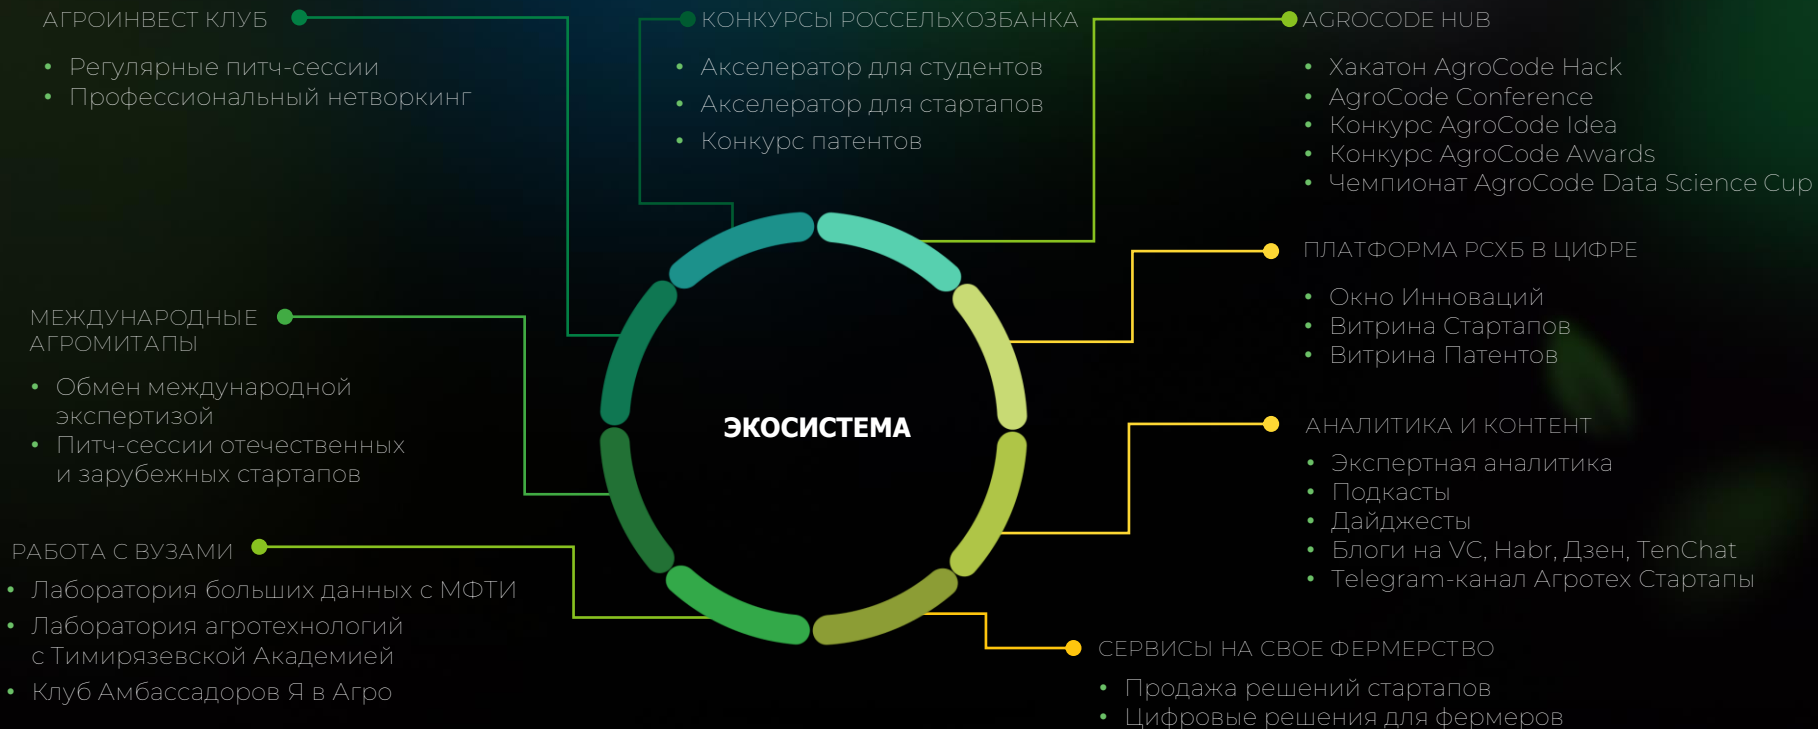 АГРОИНВЕСТ КЛУБ
• Регулярные питч-сессии
• Профессиональный нетворкинг
КОНКУРСЫ РОССЕЛЬХОЗБАНКА
• Акселератор для студентов
• Акселератор для стартапов
• Конкурс патентов
AGROCODE HUB
• Хакатон AgroCode Hack
• AgroCode Conference
• Конкурс AgroCode Idea
• Конкурс AgroCode Awards
• Чемпионат AgroCode Data Science Cup
ПЛАТФОРМА РСХБ В ЦИФРЕ
• Окно Инноваций
• Витрина Стартапов
• Витрина Патентов
МЕЖДУНАРОДНЫЕ
АГРОМИТАПЫ
• Обмен международной
экспертизой
• Питч-сессии отечественных
и зарубежных стартапов
ЭКОСИСТЕМА
АНАЛИТИКА И КОНТЕНТ
• Экспертная аналитика
• Подкасты
• Дайджесты
• Блоги на VC, Habr, Дзен, TenChat
• Telegram-канал Агротех Стартапы
РАБОТА С ВУЗАМИ
• Лаборатория больших данных с МФТИ
• Лаборатория агротехнологий
с Тимирязевской Академией
• Клуб Амбассадоров Я в Агро
СЕРВИСЫ НА СВОЕ ФЕРМЕРСТВО
• Продажа решений стартапов
• Цифровые решения для фермеров